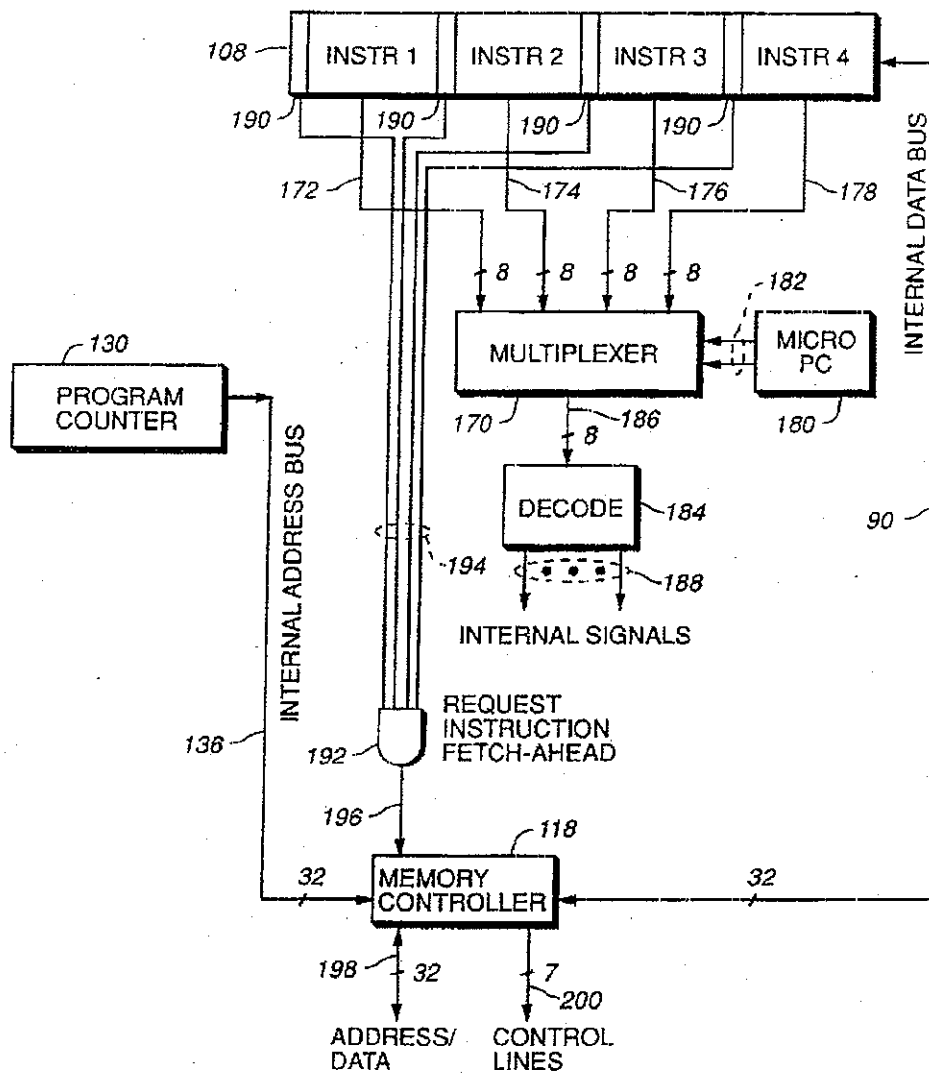 108
INSTR 1
INSTR 2
INSTR 3
INSTR 4
190
190
190
190
172
174
176
178
INTERNAL DATA BUS
8
8
8
8
182
130
PROGRAM
COUNTER
MULTIPLEXER
MICRO
PC
170
186
180
8
INTERNAL ADDRESS BUS
DECODE
184
90
194
188
INTERNAL SIGNALS
136
192
REQUEST
INSTRUCTION
FETCH-AHEAD
196
118
32
MEMORY
CONTROLLER
32
198
32
7
200
ADDRESS/
DATA
CONTROL
LINES